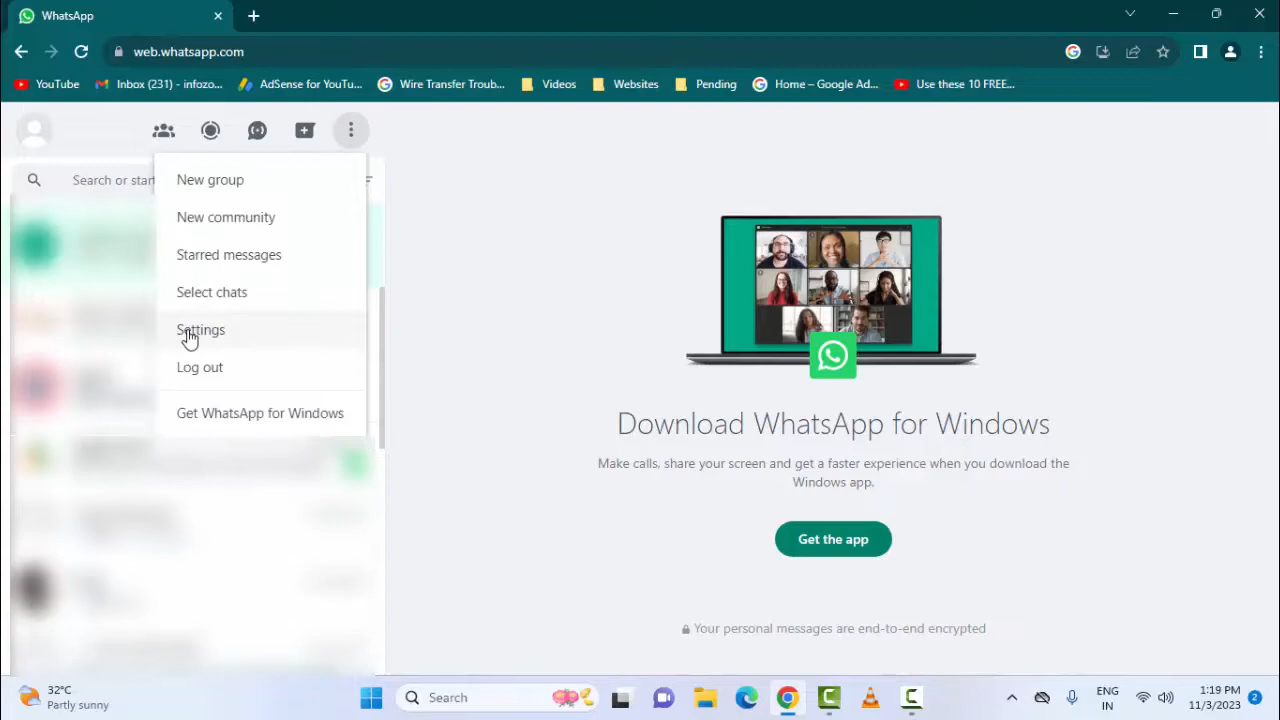 WhatsApp
web.whatsapp.com
YouTube
Inbox (231) - infozo...
AdSense for YouTu...
Wire Transfer Troub...
Videos
Websites
Pending
Home – Google Ad...
Use these 10 FREE...
Search or start
New group
New community
Starred messages
Select chats
Settings
Log out
Get WhatsApp for Windows
Download WhatsApp for Windows
Make calls, share your screen and get a faster experience when you download the
Windows app.
Get the app
Your personal messages are end-to-end encrypted
32°C
Partly sunny
Search
ENG
IN
1:19 PM
11/3/2023
2